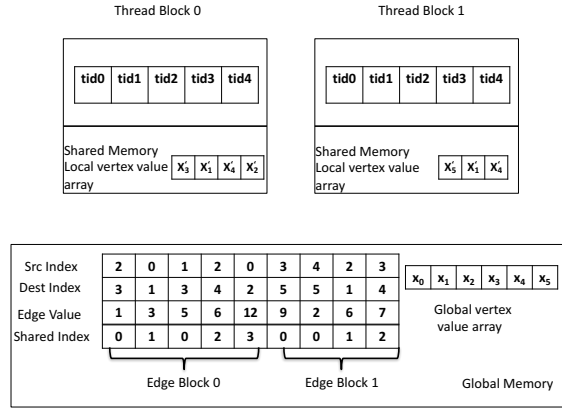 Thread Block 0 Thread Block 1
tid0 tid1 tid2 tid3 tid4 tid0 tid1 tid2 tid3 tid4
Shared Memory
Local vertex value
array
x′3 x′1 x′4 x′2
Shared Memory
Local vertex value
array
x′5 x′1 x′4
Src Index 2 0 1 2 0 3 4 2 3
Dest Index 3 1 3 4 2 5 5 1 4
Edge Value 1 3 5 6 12 9 2 6 7
Shared Index 0 1 0 2 3 0 0 1 2
x0 x1 x2 x3 x4 x5
Global vertex
value array
Edge Block 0 Edge Block 1 Global Memory